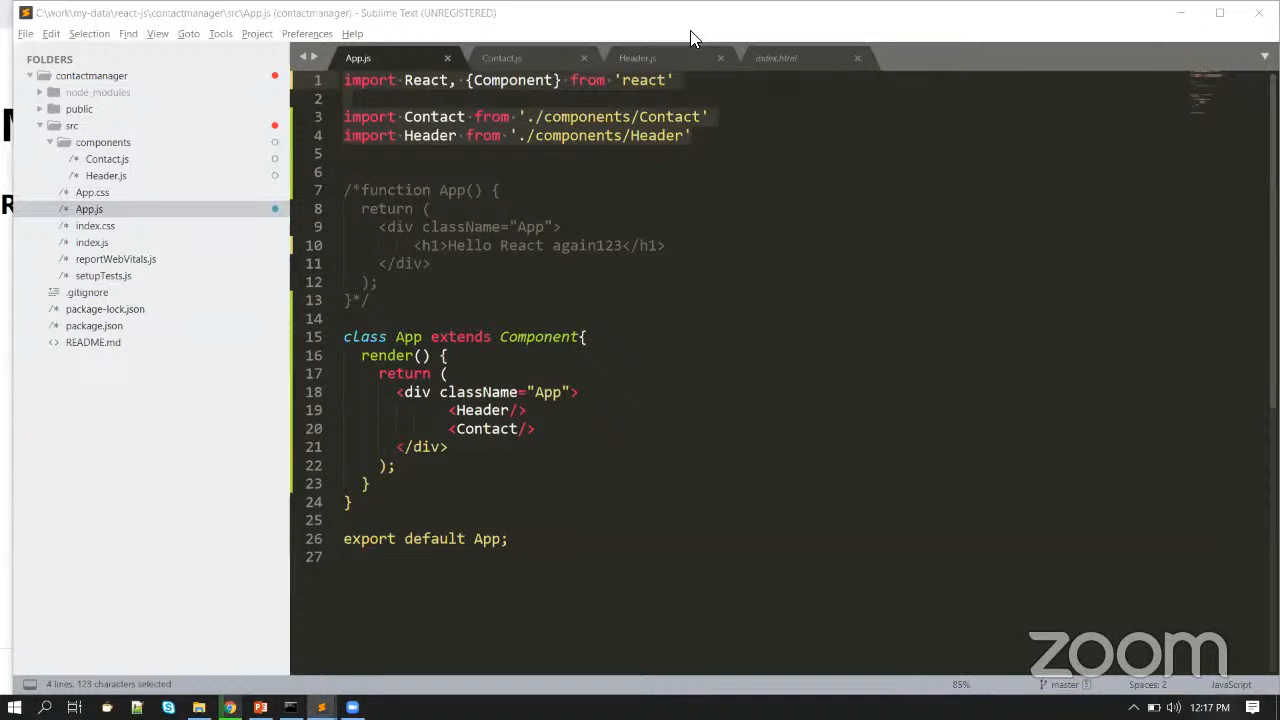 C:\work\my-data\react-js\contactmanager\src\App.js (contactmanager) - Sublime Text (UNREGISTERED)
File Edit Selection Find View Goto Tools Project Preferences Help
FOLDERS
contactmanager
node_modules
public
src
components
Contact.js
Header.js
App.css
App.js
index.css
index.js
reportWebVitals.js
setupTests.js
.gitignore
package-lock.json
package.json
README.md
App.js Contact.js Header.js index.html
1 import React, {Component} from 'react'
2
3 import Contact from './components/Contact'
4 import Header from './components/Header'
5
6
7 /*function App() {
8 return (
9 <div className="App">
10 <h1>Hello React again123</h1>
11 </div>
12 );
13 }*/
14
15 class App extends Component{
16 render() {
17 return (
18 <div className="App">
19 <Header/>
20 <Contact/>
21 </div>
22 );
23 }
24 }
25
26 export default App;
27
zoom
4 lines, 123 characters selected
85% master 5 Spaces: 2 JavaScript
12:17 PM